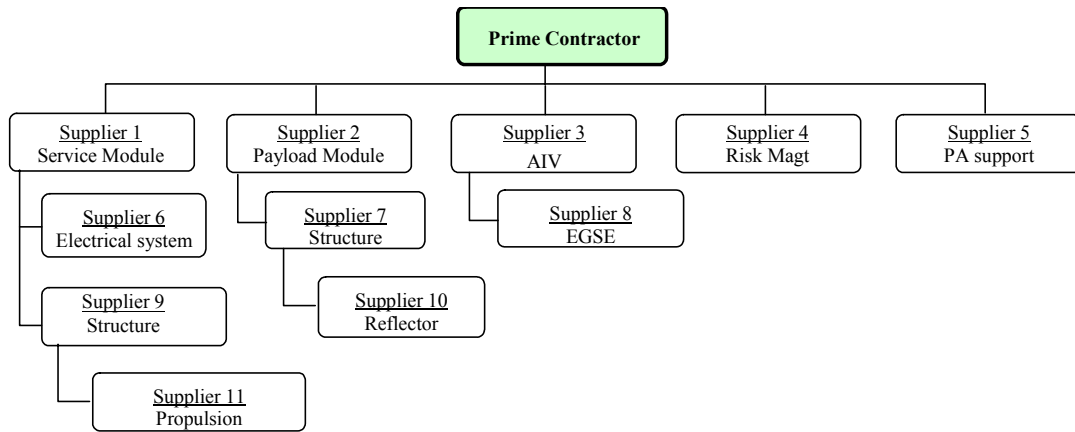 Prime Contractor
Supplier 1
Service Module
Supplier 2
Payload Module
Supplier 3
AIV
Supplier 4
Risk Magt
Supplier 5
PA support
Supplier 6
Electrical system
Supplier 7
Structure
Supplier 8
EGSE
Supplier 9
Structure
Supplier 10
Reflector
Supplier 11
Propulsion